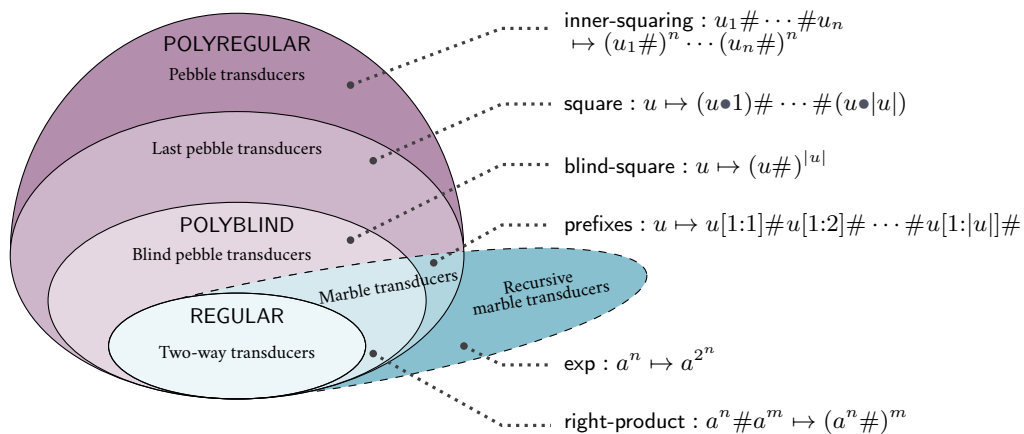 POLYREGULAR
Pebble transducers
Last pebble transducers
POLYBLIND
Blind pebble transducers
Marble transducers
Recursive
marble transducers
REGULAR
Two-way transducers
inner-squaring : u₁# ⋯ #uₙ
↦ (u₁#)ⁿ ⋯ (uₙ#)ⁿ
square : u ↦ (u•1)# ⋯ #(u•|u|)
blind-square : u ↦ (u#)^{|u|}
prefixes : u ↦ u[1:1]#u[1:2]# ⋯ #u[1:|u|]#
exp : aⁿ ↦ a^{2ⁿ}
right-product : aⁿ#aᵐ ↦ (aⁿ#)ᵐ